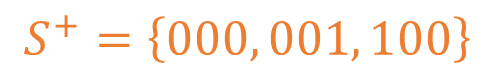 S⁺ = {000, 001, 100}